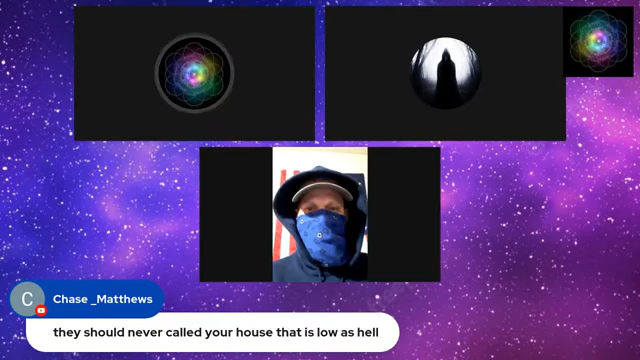 C
Chase _Matthews
they should never called your house that is low as hell